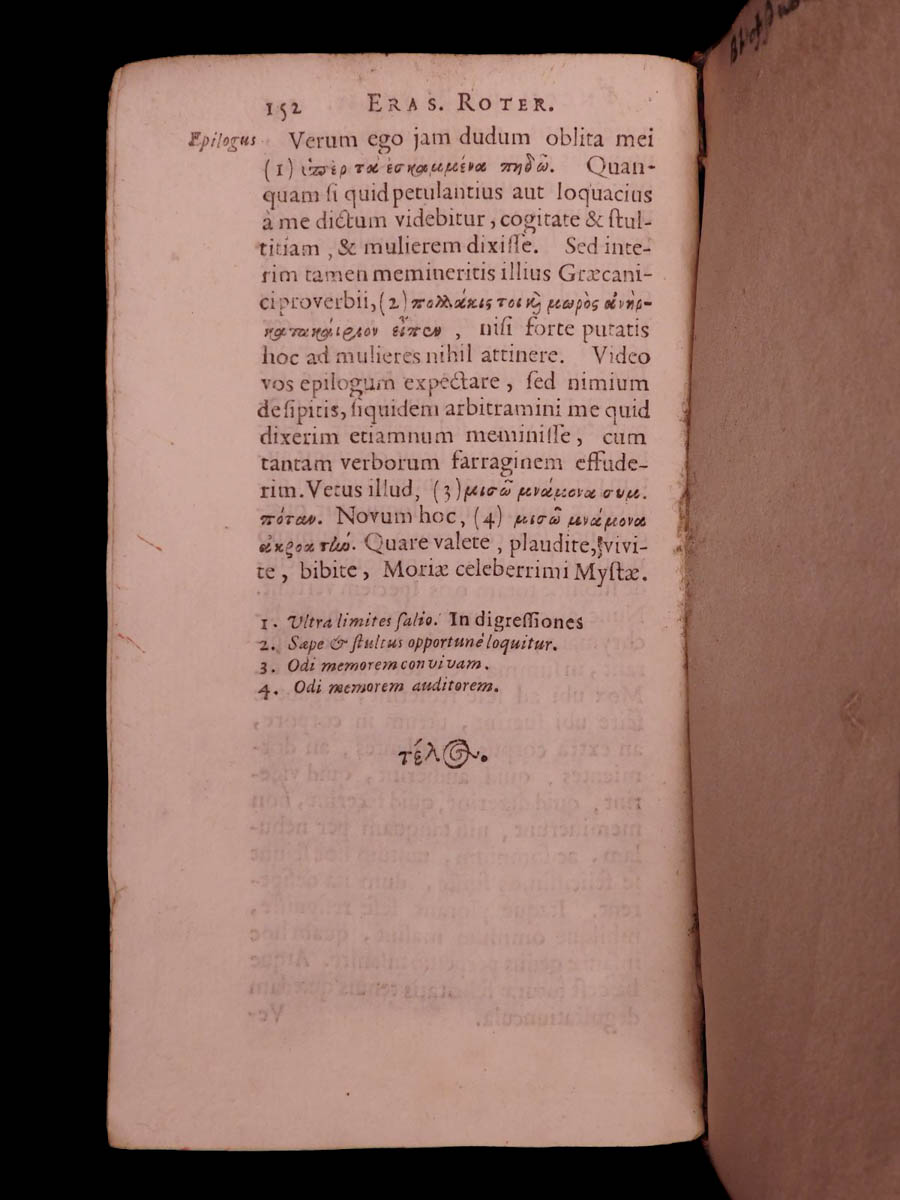 152 ERAS. ROTER.
Epilogus Verum ego jam dudum oblita mei
(1) ὑπὲρ τὰ ἐσκαμμένα πηδῶ. Quan-
quam ſi quid petulantius aut loquacius
à me dictum videbitur, cogitate & ſtul-
titiam, & mulierem dixiſſe. Sed inte-
rim tamen memineritis illius Græcani-
ci proverbii, (2) πολλάκις τοι καὶ μωρὸς ἀνὴρ-
κατακαίριον εἶπεν, niſi forte putatis
hoc ad mulieres nihil attinere. Video
vos epilogum expectare, ſed nimium
deſipitis, ſiquidem arbitramini me quid
dixerim etiamnum meminiſſe, cum
tantam verborum farraginem effude-
rim. Vetus illud, (3) μισῶ μνάμονα συμ-
πόταν. Novum hoc, (4) μισῶ μνάμονα
ἀκροατήν. Quare valete, plaudite, vivi-
te, bibite, Moriæ celeberrimi Myſtæ.
1. Ultra limites ſalio. In digreſſiones
2. Sæpe & ſtultus opportunè loquitur.
3. Odi memorem convivam.
4. Odi memorem auditorem.
τέλος.